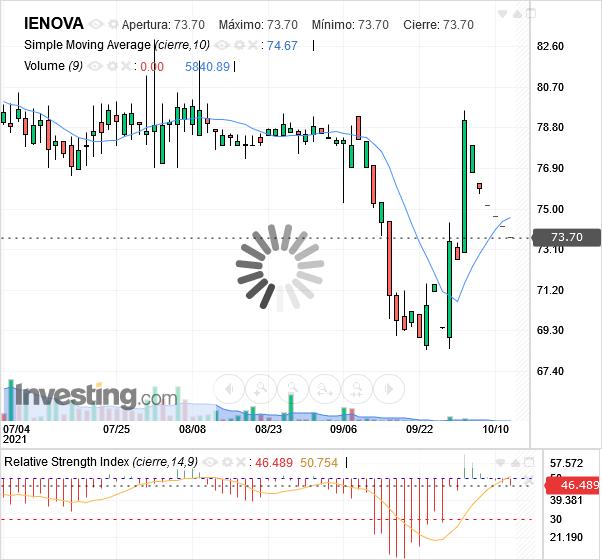 IENOVA Apertura: 73.70 Máximo: 73.70 Mínimo: 73.70 Cierre: 73.70
Simple Moving Average (cierre,10) : 74.67
Volume (9) : 0.00 5840.89
82.60
80.70
78.80
76.90
75.00
73.70
73.10
71.20
69.30
67.40
Investing.com
07/04 07/25 08/08 08/23 09/06 09/22 10/10
2021
Relative Strength Index (cierre,14,9) : 46.489 50.754
57.572
46.489
39.381
30 30
21.190